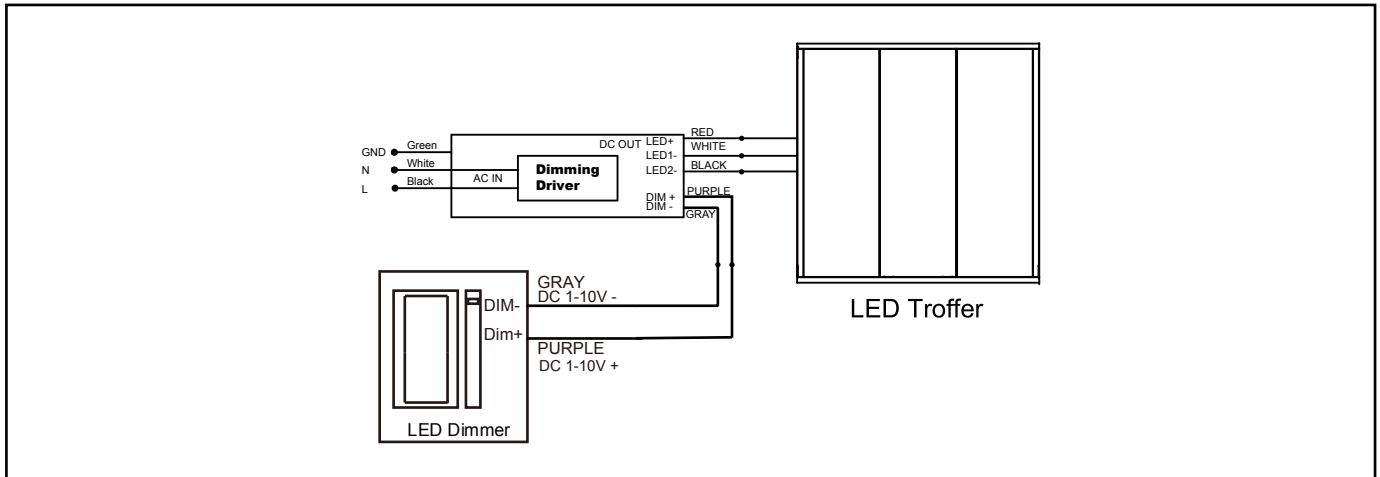 GND
Green
N
White
L
Black
AC IN
Dimming
Driver
DC OUT
LED+
LED1-
LED2-
DIM +
DIM -
RED
WHITE
BLACK
PURPLE
GRAY
LED Troffer
GRAY
DC 1-10V -
DIM-
Dim+
PURPLE
DC 1-10V +
LED Dimmer